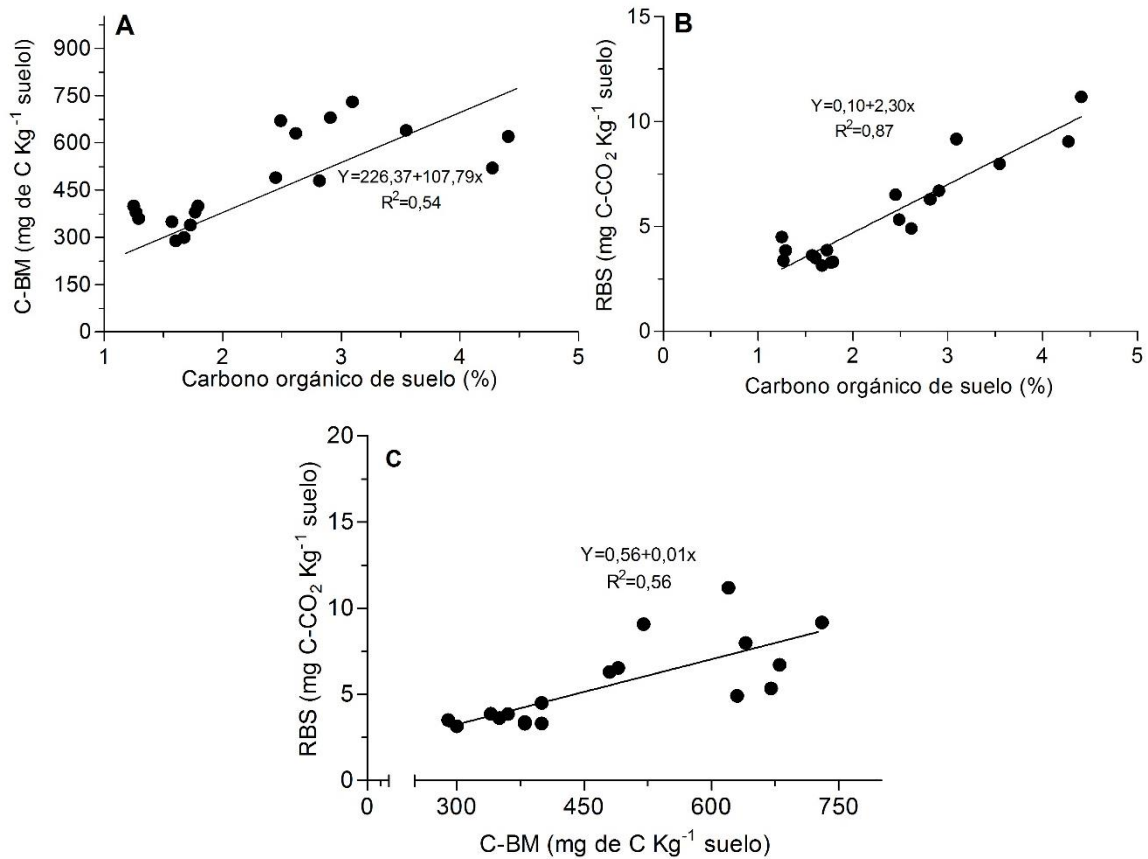 A
C-BM (mg de C Kg⁻¹ suelol)
900
750
600
450
300
150
0
Y=226,37+107,79x
R²=0,54
1 2 3 4 5
Carbono orgánico de suelo (%)
B
RBS (mg C-CO₂ Kg⁻¹ suelo)
15
10
5
0
Y=0,10+2,30x
R²=0,87
0 1 2 3 4 5
Carbono orgánico de suelo (%)
C
RBS (mg C-CO₂ Kg⁻¹ suelo)
20
15
10
5
0
Y=0,56+0,01x
R²=0,56
0 300 450 600 750
C-BM (mg de C Kg⁻¹ suelo)